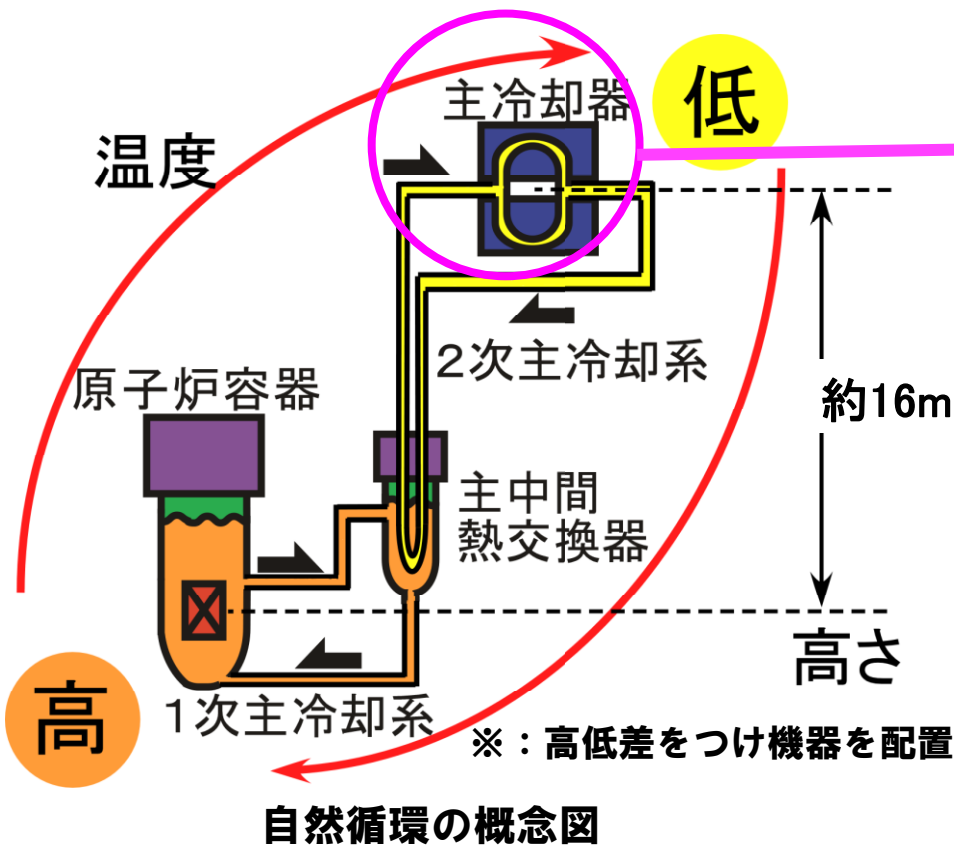 主冷却器
低
温度
2次主冷却系
原子炉容器
約16m
主中間
熱交換器
高さ
高
1次主冷却系
※：高低差をつけ機器を配置
自然循環の概念図